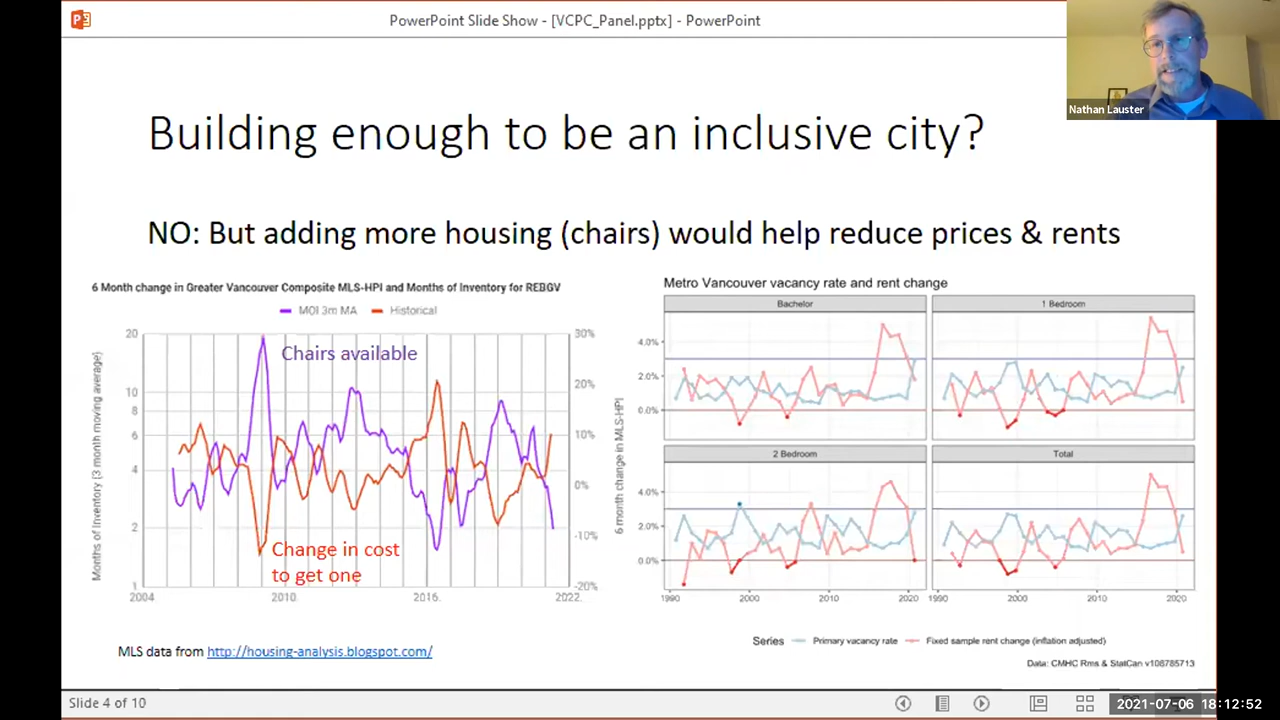 PowerPoint Slide Show - [VCPC_Panel.pptx] - PowerPoint
Nathan Lauster
Building enough to be an inclusive city?
NO: But adding more housing (chairs) would help reduce prices & rents
6 Month change in Greater Vancouver Composite MLS-HPI and Months of Inventory for REBGV
MOI 3m MA
Historical
Months of Inventory (3 month moving average)
20
10
8
6
4
2
1
30%
20%
10%
0%
-10%
-20%
6 month change in MLS-HPI
2004
2010.
2016.
2022.
Chairs available
Change in cost
to get one
MLS data from http://housing-analysis.blogspot.com/
Metro Vancouver vacancy rate and rent change
Bachelor
1 Bedroom
4.0%
2.0%
0.0%
2 Bedroom
Total
4.0%
2.0%
0.0%
1990
2000
2010
2020
1990
2000
2010
2020
Series
Primary vacancy rate
Fixed sample rent change (inflation adjusted)
Data: CMHC Rms & StatCan v108785713
Slide 4 of 10
2021-07-06 18:12:52